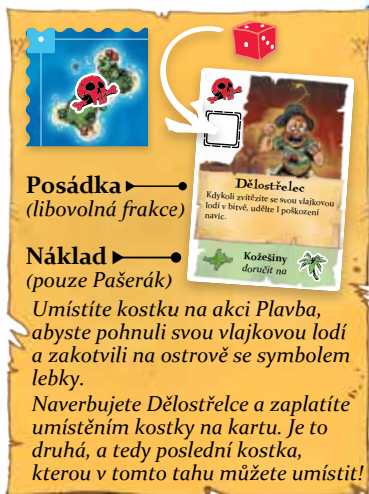 Dělostřelec
Kdykoli zvítězíte se svou vlajkovou
lodí v bitvě, udělte 1 poškození
navíc.
Posádka
(libovolná frakce)
Kožešiny
doručit na
Náklad
(pouze Pašerák)
Umístíte kostku na akci Plavba,
abyste pohnuli svou vlajkovou lodí
a zakotvili na ostrově se symbolem
lebky.
Naverbujete Dělostřelce a zaplatíte
umístěním kostky na kartu. Je to
druhá, a tedy poslední kostka,
kterou v tomto tahu můžete umístit!